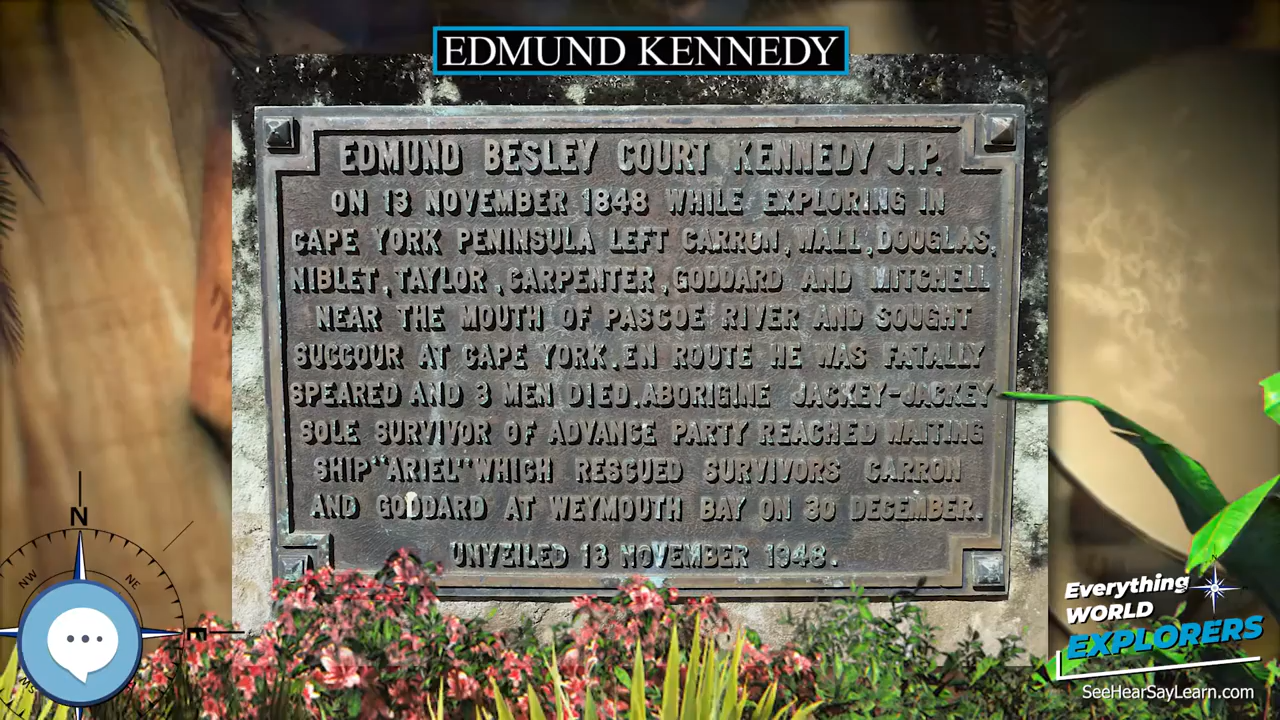 EDMUND KENNEDY
EDMUND BESLEY COURT KENNEDY J.P.
ON 13 NOVEMBER 1848 WHILE EXPLORING IN
CAPE YORK PENINSULA LEFT CARRON, WALL, DOUGLAS,
NIBLET, TAYLOR, CARPENTER, GODDARD AND MITCHELL
NEAR THE MOUTH OF PASCOE RIVER AND SOUGHT
SUCCOUR AT CAPE YORK. EN ROUTE HE WAS FATALLY
SPEARED AND 3 MEN DIED. ABORIGINE JACKEY-JACKEY
SOLE SURVIVOR OF ADVANCE PARTY REACHED WAITING
SHIP "ARIEL" WHICH RESCUED SURVIVORS CARRON
AND GODDARD AT WEYMOUTH BAY ON 30 DECEMBER.
UNVEILED 13 NOVEMBER 1948.
N
NW
NE
E
Everything
WORLD
EXPLORERS
SeeHearSayLearn.com